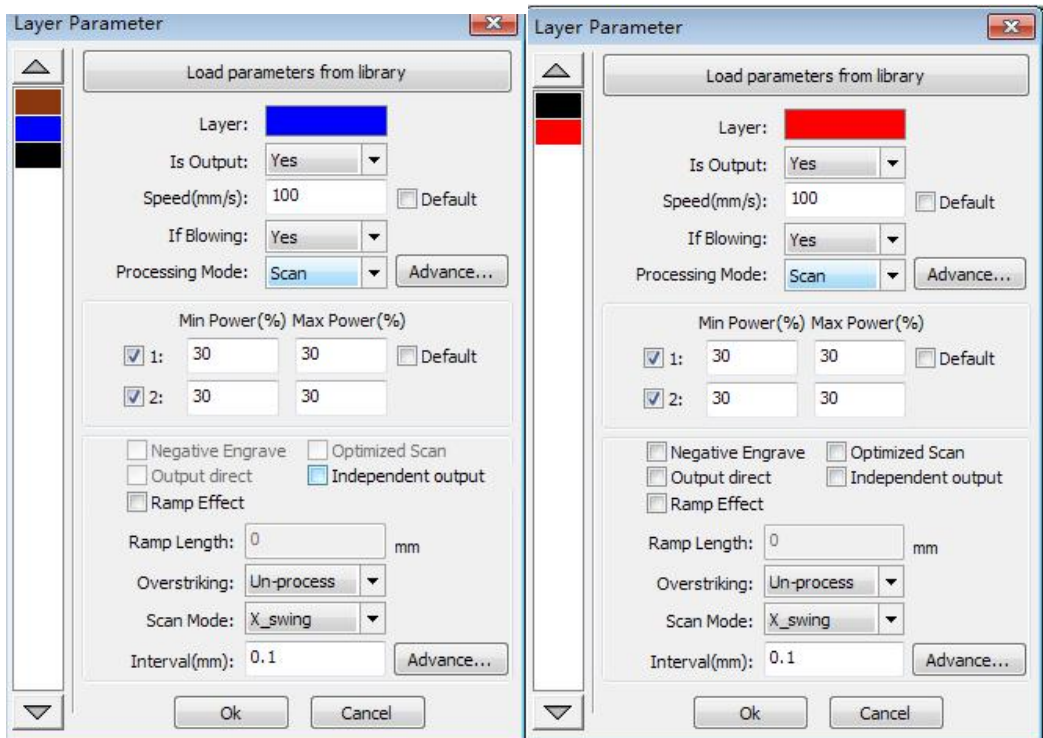 Layer Parameter
Load parameters from library
Layer:
Is Output: Yes
Speed(mm/s): 100 Default
If Blowing: Yes
Processing Mode: Scan Advance...
Min Power(%) Max Power(%)
1: 30 30 Default
2: 30 30
Negative Engrave Optimized Scan
Output direct Independent output
Ramp Effect
Ramp Length: 0 mm
Overstriking: Un-process
Scan Mode: X_swing
Interval(mm): 0.1 Advance...
Ok Cancel
Layer Parameter
Load parameters from library
Layer:
Is Output: Yes
Speed(mm/s): 100 Default
If Blowing: Yes
Processing Mode: Scan Advance...
Min Power(%) Max Power(%)
1: 30 30 Default
2: 30 30
Negative Engrave Optimized Scan
Output direct Independent output
Ramp Effect
Ramp Length: 0 mm
Overstriking: Un-process
Scan Mode: X_swing
Interval(mm): 0.1 Advance...
Ok Cancel